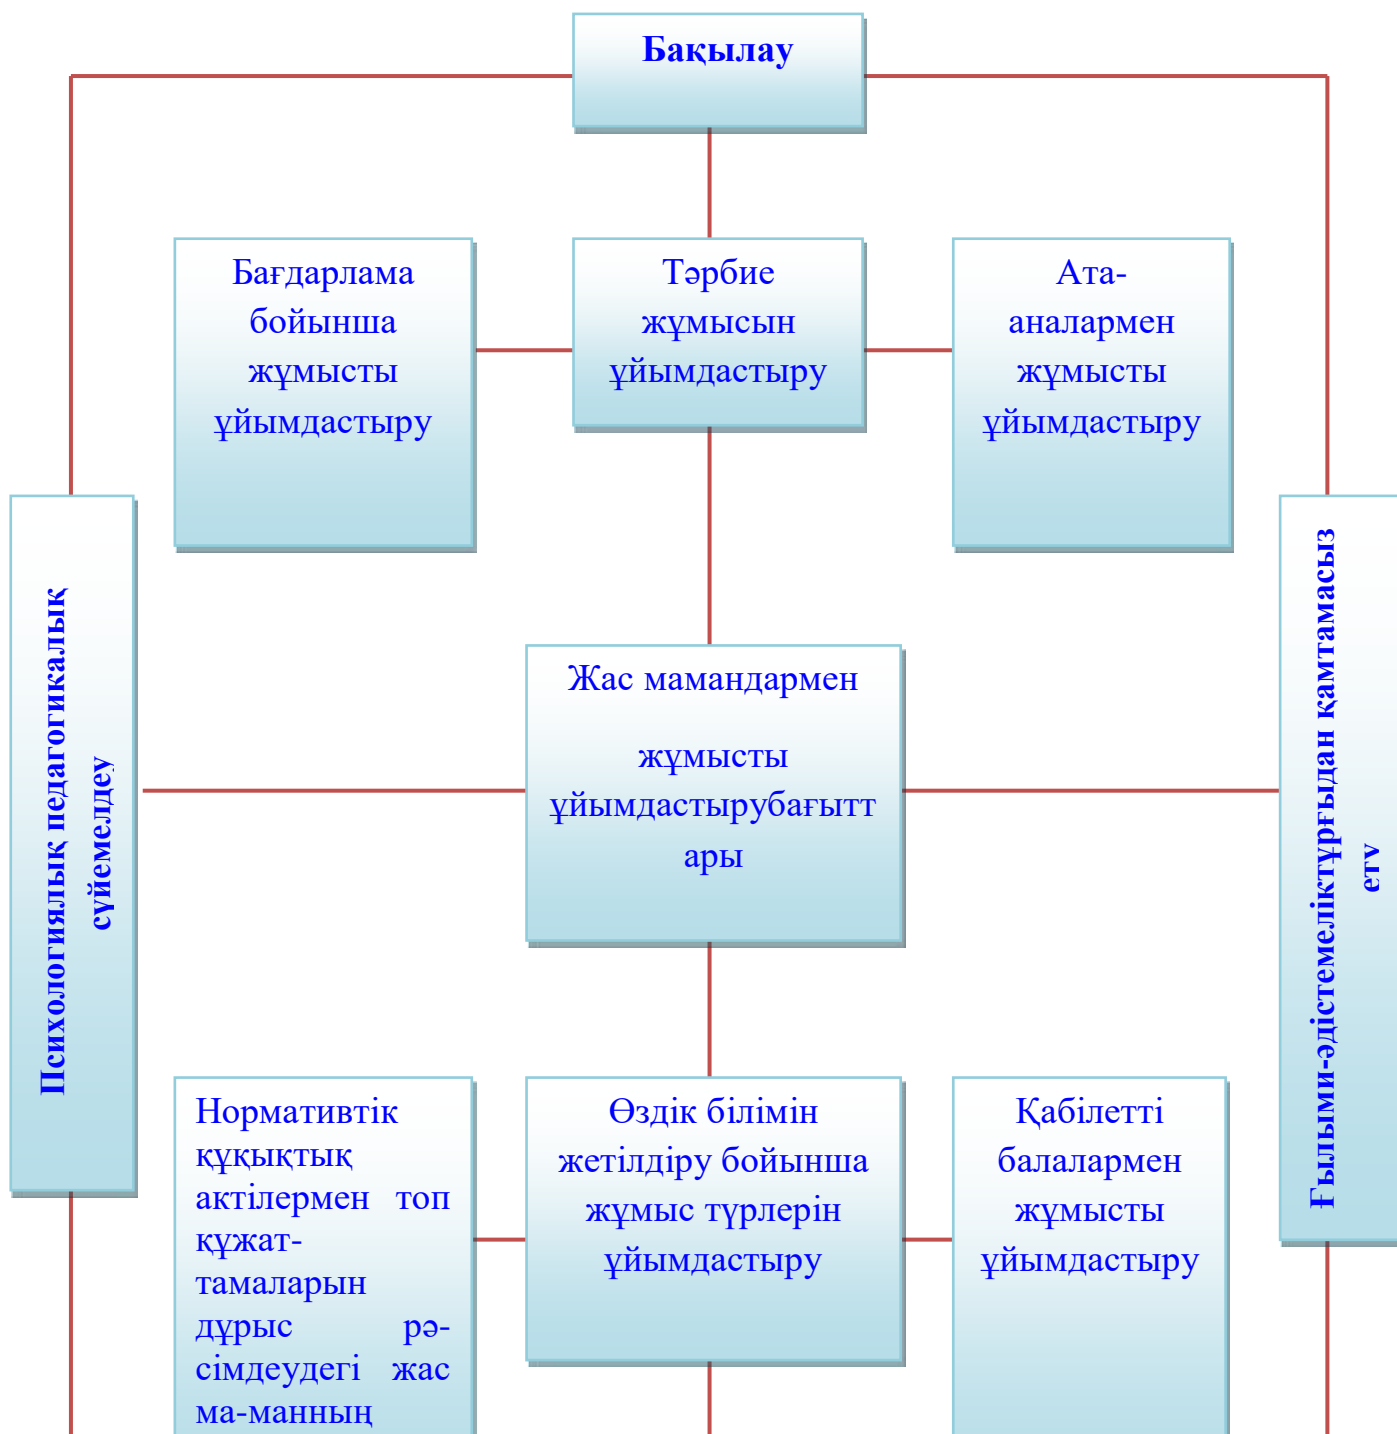 Бақылау
Бағдарлама
бойынша
жұмысты
ұйымдастыру
Тәрбие
жұмысын
ұйымдастыру
Ата-
аналармен
жұмысты
ұйымдастыру
Психологиялық педагогикалық
сүйемелдеу
Жас мамандармен
жұмысты
ұйымдастырубағытт
ары
Ғылыми-әдістемеліктұрғыдан қамтамасыз
ету
Нормативтік
құқықтық
актілермен топ
құжат-
тамаларын
дұрыс рә-
сімдеудегі жас
ма-манның
Өздік білімін
жетілдіру бойынша
жұмыс түрлерін
ұйымдастыру
Қабілетті
балалармен
жұмысты
ұйымдастыру